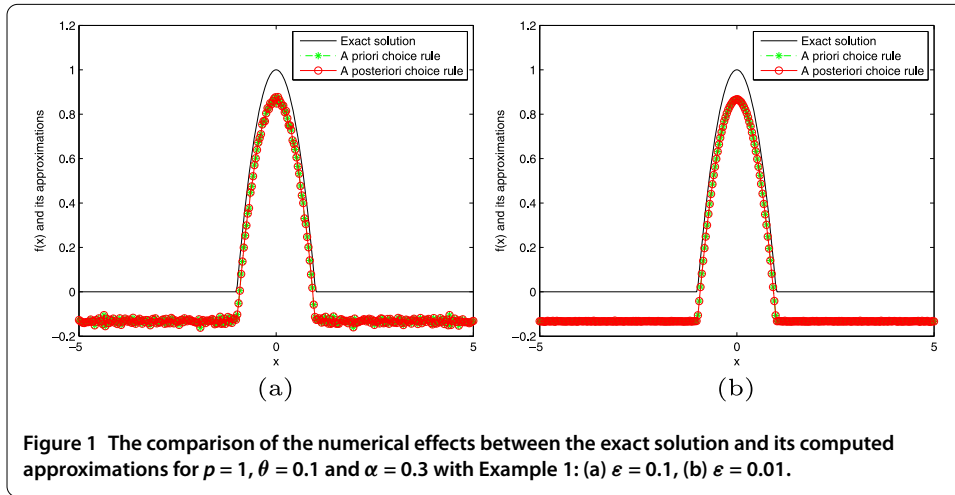 1.2
1
0.8
0.6
0.4
0.2
0
−0.2
−5
0
5
x
f(x) and its approximations
Exact solution
A priori choice rule
A posteriori choice rule
(a)
1.2
1
0.8
0.6
0.4
0.2
0
−0.2
−5
0
5
x
f(x) and its approximations
Exact solution
A priori choice rule
A posteriori choice rule
(b)
Figure 1 The comparison of the numerical effects between the exact solution and its computed
approximations for p = 1, θ = 0.1 and α = 0.3 with Example 1: (a) ε = 0.1, (b) ε = 0.01.